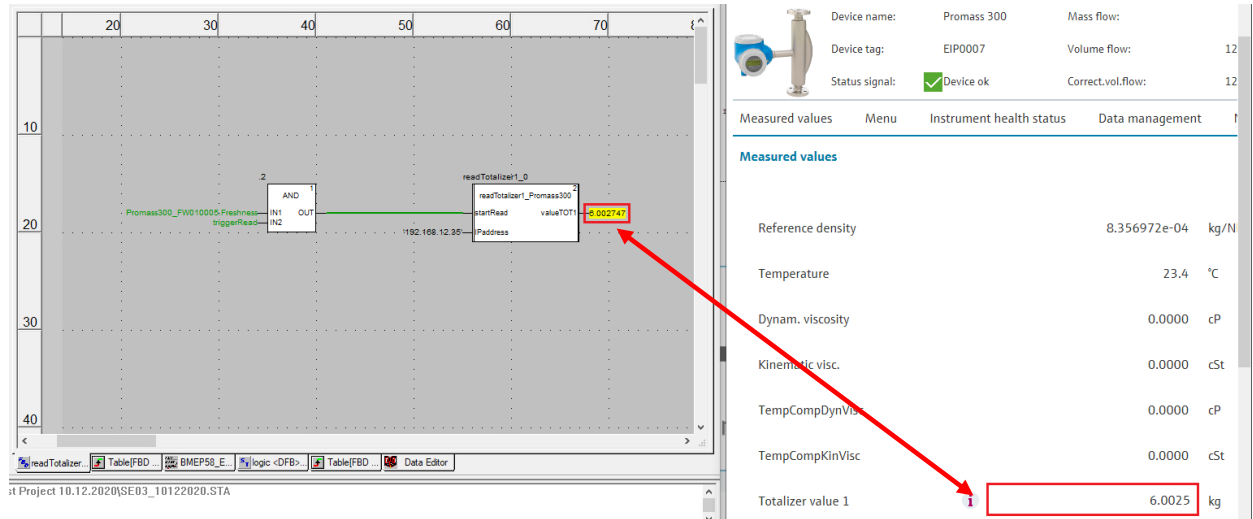 20 30 40 50 60 70
10
20
30
40
.2
AND 1
IN1 OUT
IN2
Promass300_FW010005.Freshness
triggerRead
readTotalizer1_0
2
readTotalizer1_Promass300
startRead valueTOT1
IPaddress
'192.168.12.35'
6.002747
readTotalizer... Table[FBD ... BMEP58_E... logic <DFB>... Table[FBD ... Data Editor
st Project 10.12.2020\SE03_10122020.STA
Device name: Promass 300 Mass flow:
Device tag: EIP0007 Volume flow: 12
Status signal: Device ok Correct.vol.flow: 12
Measured values Menu Instrument health status Data management
Measured values
Reference density 8.356972e-04 kg/N
Temperature 23.4 °C
Dynam. viscosity 0.0000 cP
Kinematic visc. 0.0000 cSt
TempCompDynVisc 0.0000 cP
TempCompKinVisc 0.0000 cSt
Totalizer value 1 i 6.0025 kg